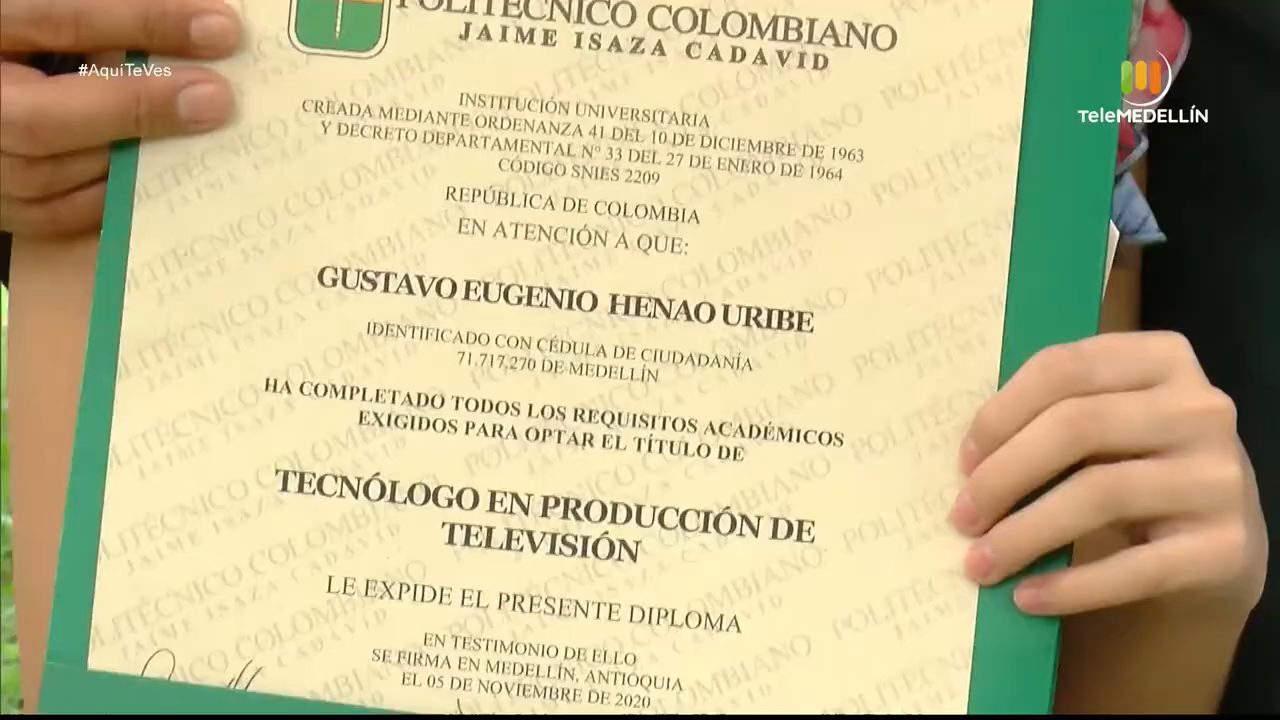 POLITÉCNICO COLOMBIANO
JAIME ISAZA CADAVID
#AquíTeVes
TeleMEDELLÍN
INSTITUCIÓN UNIVERSITARIA
CREADA MEDIANTE ORDENANZA 41 DEL 10 DE DICIEMBRE DE 1963
Y DECRETO DEPARTAMENTAL Nº 33 DEL 27 DE ENERO DE 1964
CÓDIGO SNIES 2209
REPÚBLICA DE COLOMBIA
EN ATENCIÓN A QUE:
GUSTAVO EUGENIO HENAO URIBE
IDENTIFICADO CON CÉDULA DE CIUDADANÍA
71.717,270 DE MEDELLÍN
HA COMPLETADO TODOS LOS REQUISITOS ACADÉMICOS
EXIGIDOS PARA OPTAR EL TÍTULO DE
TECNÓLOGO EN PRODUCCIÓN DE
TELEVISIÓN
LE EXPIDE EL PRESENTE DIPLOMA
EN TESTIMONIO DE ELLO
SE FIRMA EN MEDELLÍN, ANTIOQUIA
EL 05 DE NOVIEMBRE DE 2020